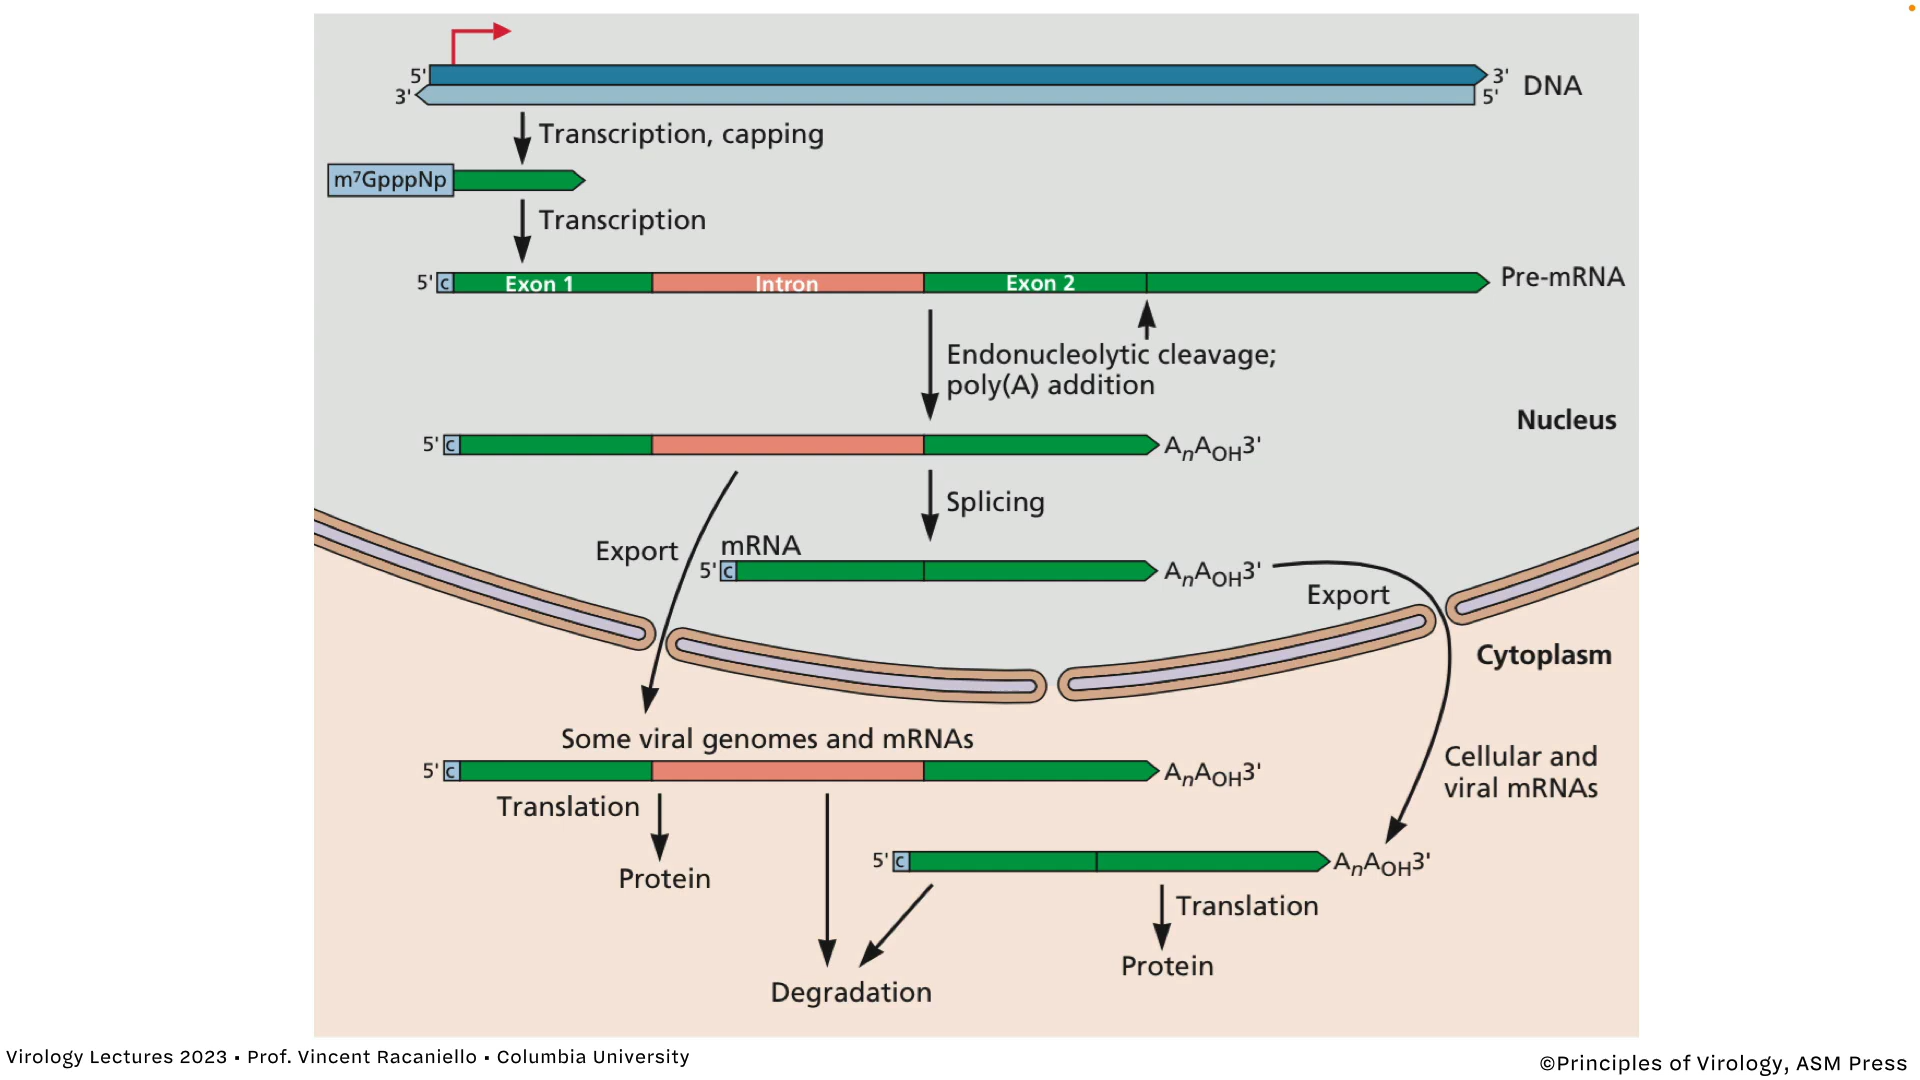 5' 3' DNA
3' 5'
Transcription, capping
m⁷GpppNp
Transcription
5' c Exon 1 Intron Exon 2 Pre-mRNA
Endonucleolytic cleavage;
poly(A) addition
Nucleus
5' c AnAOH3'
Splicing
Export
mRNA
5' c AnAOH3'
Export
Cytoplasm
Some viral genomes and mRNAs
5' c AnAOH3'
Cellular and
viral mRNAs
Translation
Protein
5' c AnAOH3'
Translation
Protein
Degradation
Virology Lectures 2023 • Prof. Vincent Racaniello • Columbia University
©Principles of Virology, ASM Press